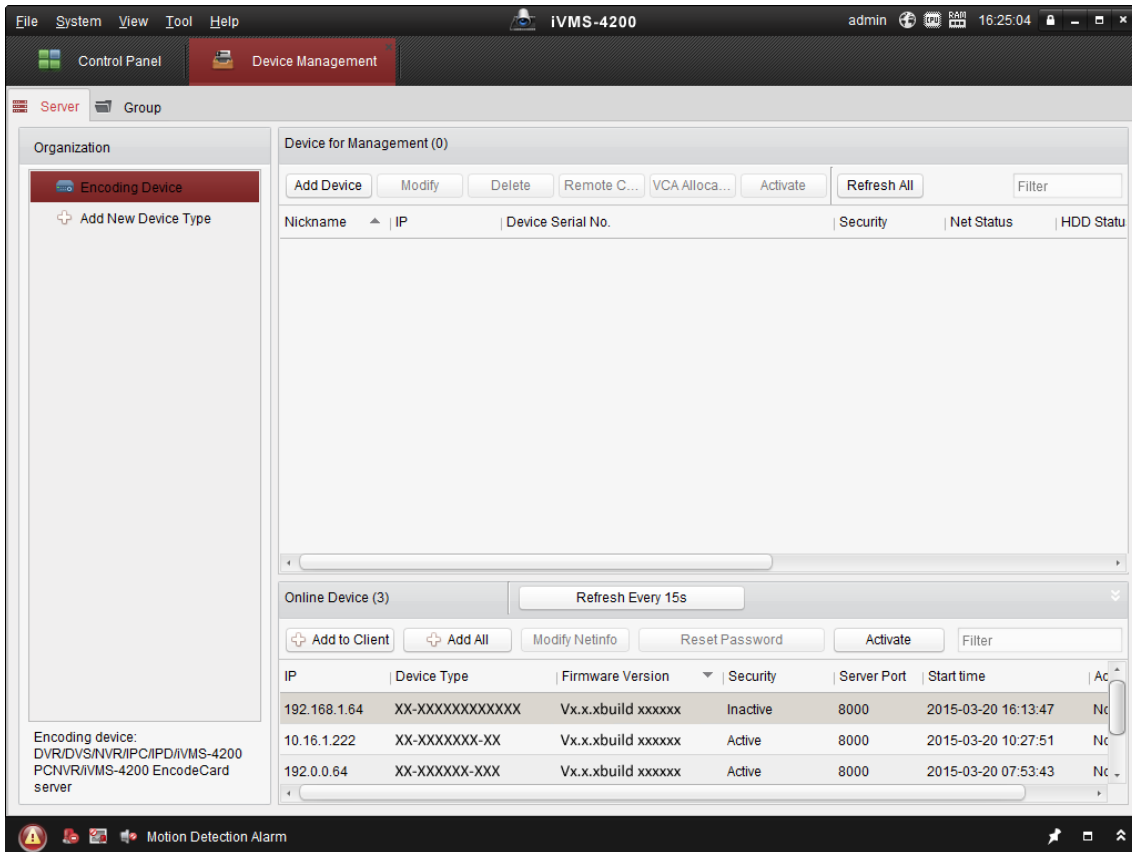 File System View Tool Help iVMS-4200 admin CPU RAM 16:25:04
Control Panel Device Management
Server Group
Organization
Encoding Device
Add New Device Type
Encoding device:
DVR/DVS/NVR/IPC/IPD/iVMS-4200
PCNVR/iVMS-4200 EncodeCard
server
Device for Management (0)
Add Device Modify Delete Remote C... VCA Alloca... Activate Refresh All Filter
Nickname IP Device Serial No. Security Net Status HDD Statu
Online Device (3) Refresh Every 15s
Add to Client Add All Modify Netinfo Reset Password Activate Filter
IP Device Type Firmware Version Security Server Port Start time Ac
192.168.1.64 XX-XXXXXXXXXXXX Vx.x.xbuild xxxxxx Inactive 8000 2015-03-20 16:13:47 No
10.16.1.222 XX-XXXXXXX-XX Vx.x.xbuild xxxxxx Active 8000 2015-03-20 10:27:51 No
192.0.0.64 XX-XXXXXX-XXX Vx.x.xbuild xxxxxx Active 8000 2015-03-20 07:53:43 No
Motion Detection Alarm